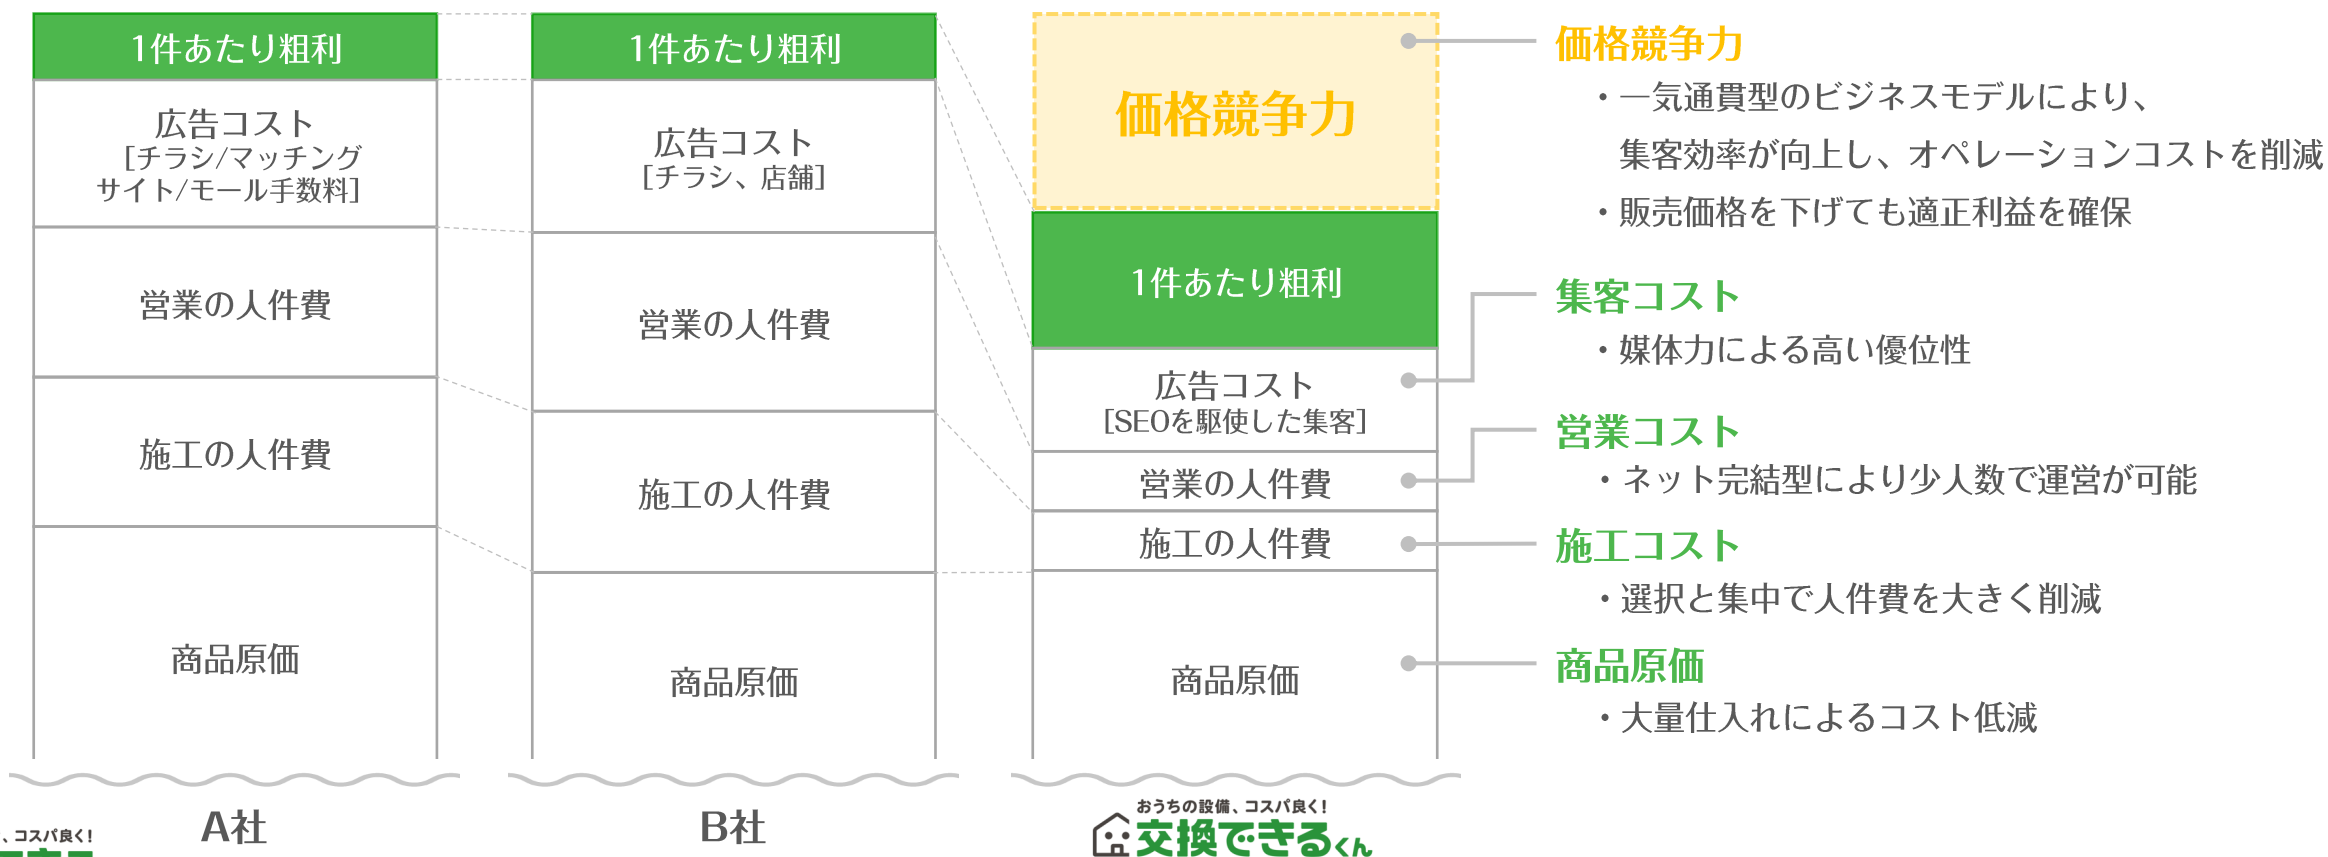 1件あたり粗利
広告コスト
[チラシ/マッチング
サイト/モール手数料]
営業の人件費
施工の人件費
商品原価
A社
1件あたり粗利
広告コスト
[チラシ、店舗]
営業の人件費
施工の人件費
商品原価
B社
価格競争力
1件あたり粗利
広告コスト
[SEOを駆使した集客]
営業の人件費
施工の人件費
商品原価
おうちの設備、コスパ良く!
交換できるくん
価格競争力
・一気通貫型のビジネスモデルにより、
集客効率が向上し、オペレーションコストを削減
・販売価格を下げても適正利益を確保
集客コスト
・媒体力による高い優位性
営業コスト
・ネット完結型により少人数で運営が可能
施工コスト
・選択と集中で人件費を大きく削減
商品原価
・大量仕入れによるコスト低減
、コスパ良く!